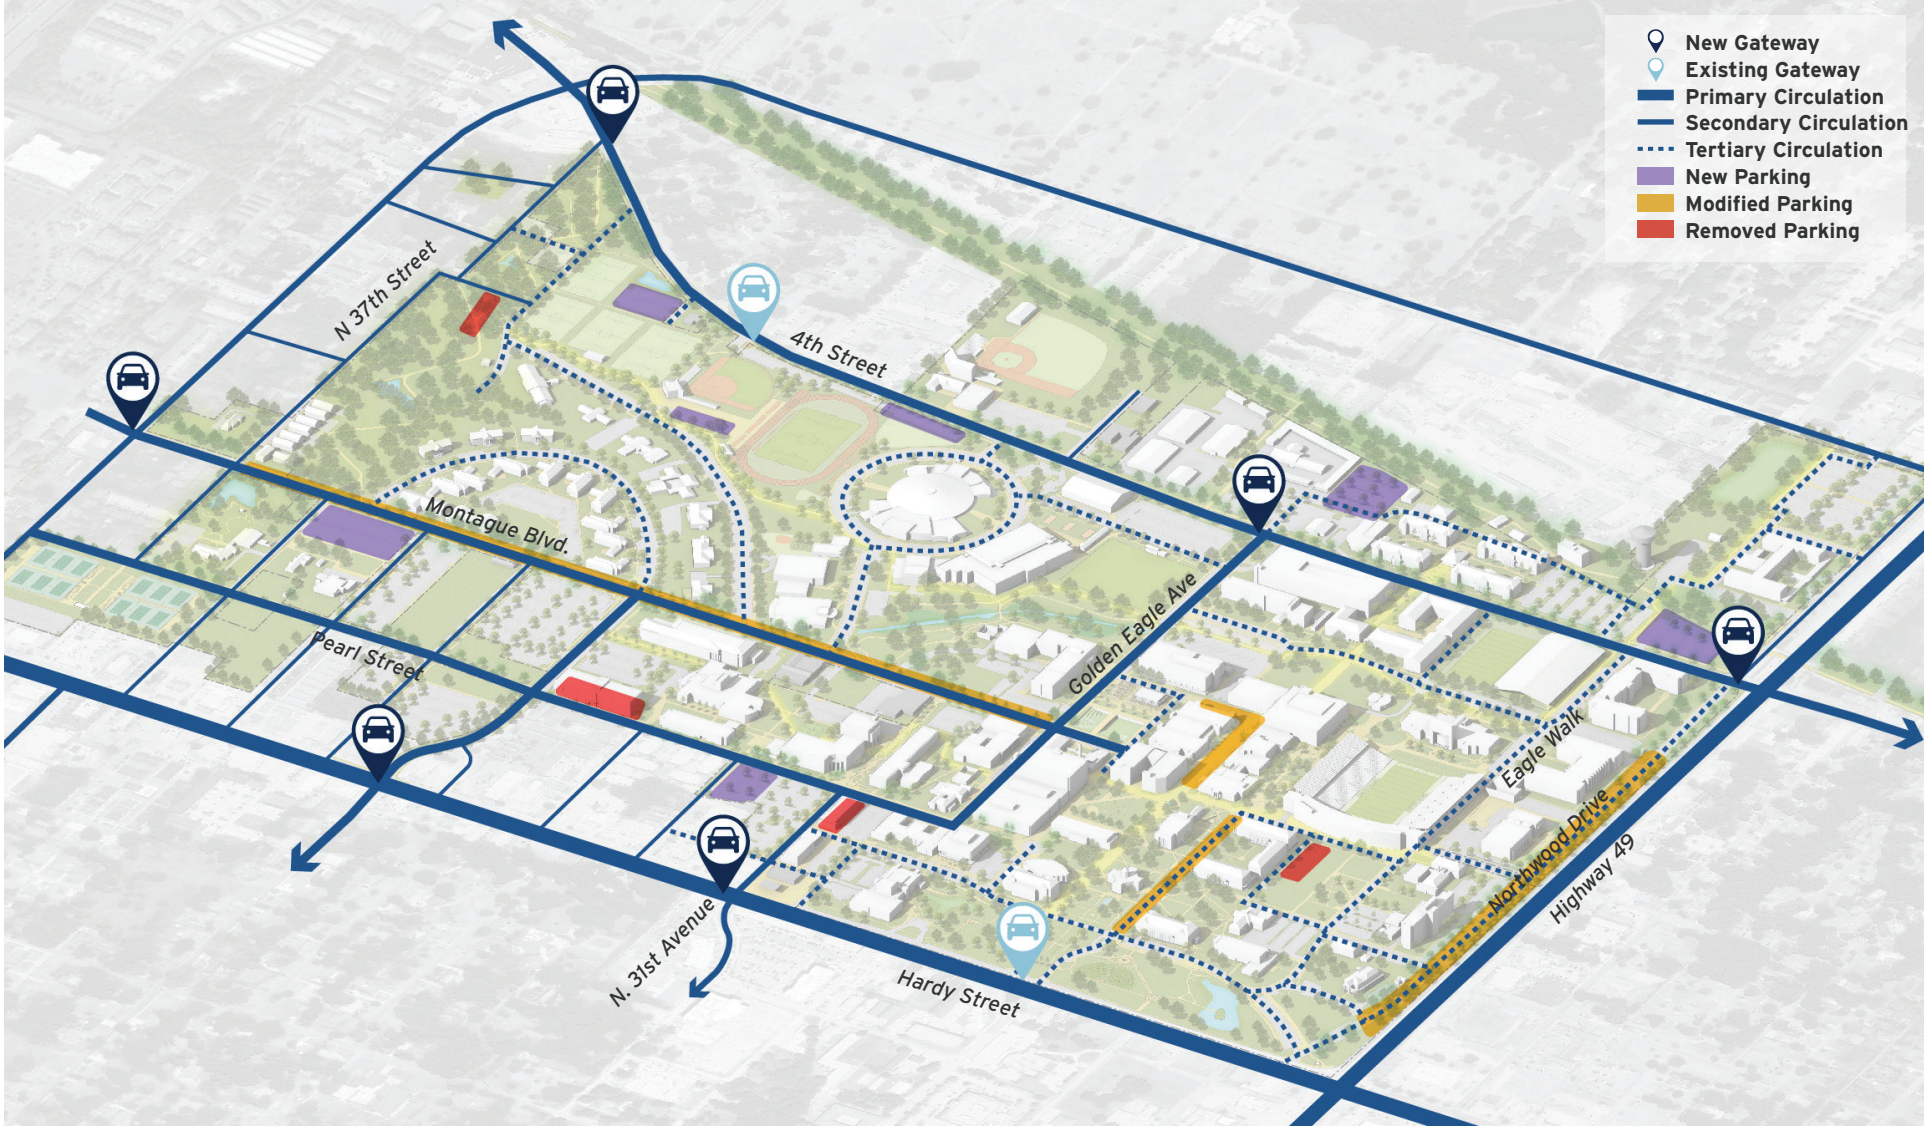 New Gateway
Existing Gateway
Primary Circulation
Secondary Circulation
Tertiary Circulation
New Parking
Modified Parking
Removed Parking
N 37th Street
4th Street
Montague Blvd.
Golden Eagle Ave
Pearl Street
Eagle Walk
Northwood Drive
Highway 49
N. 31st Avenue
Hardy Street